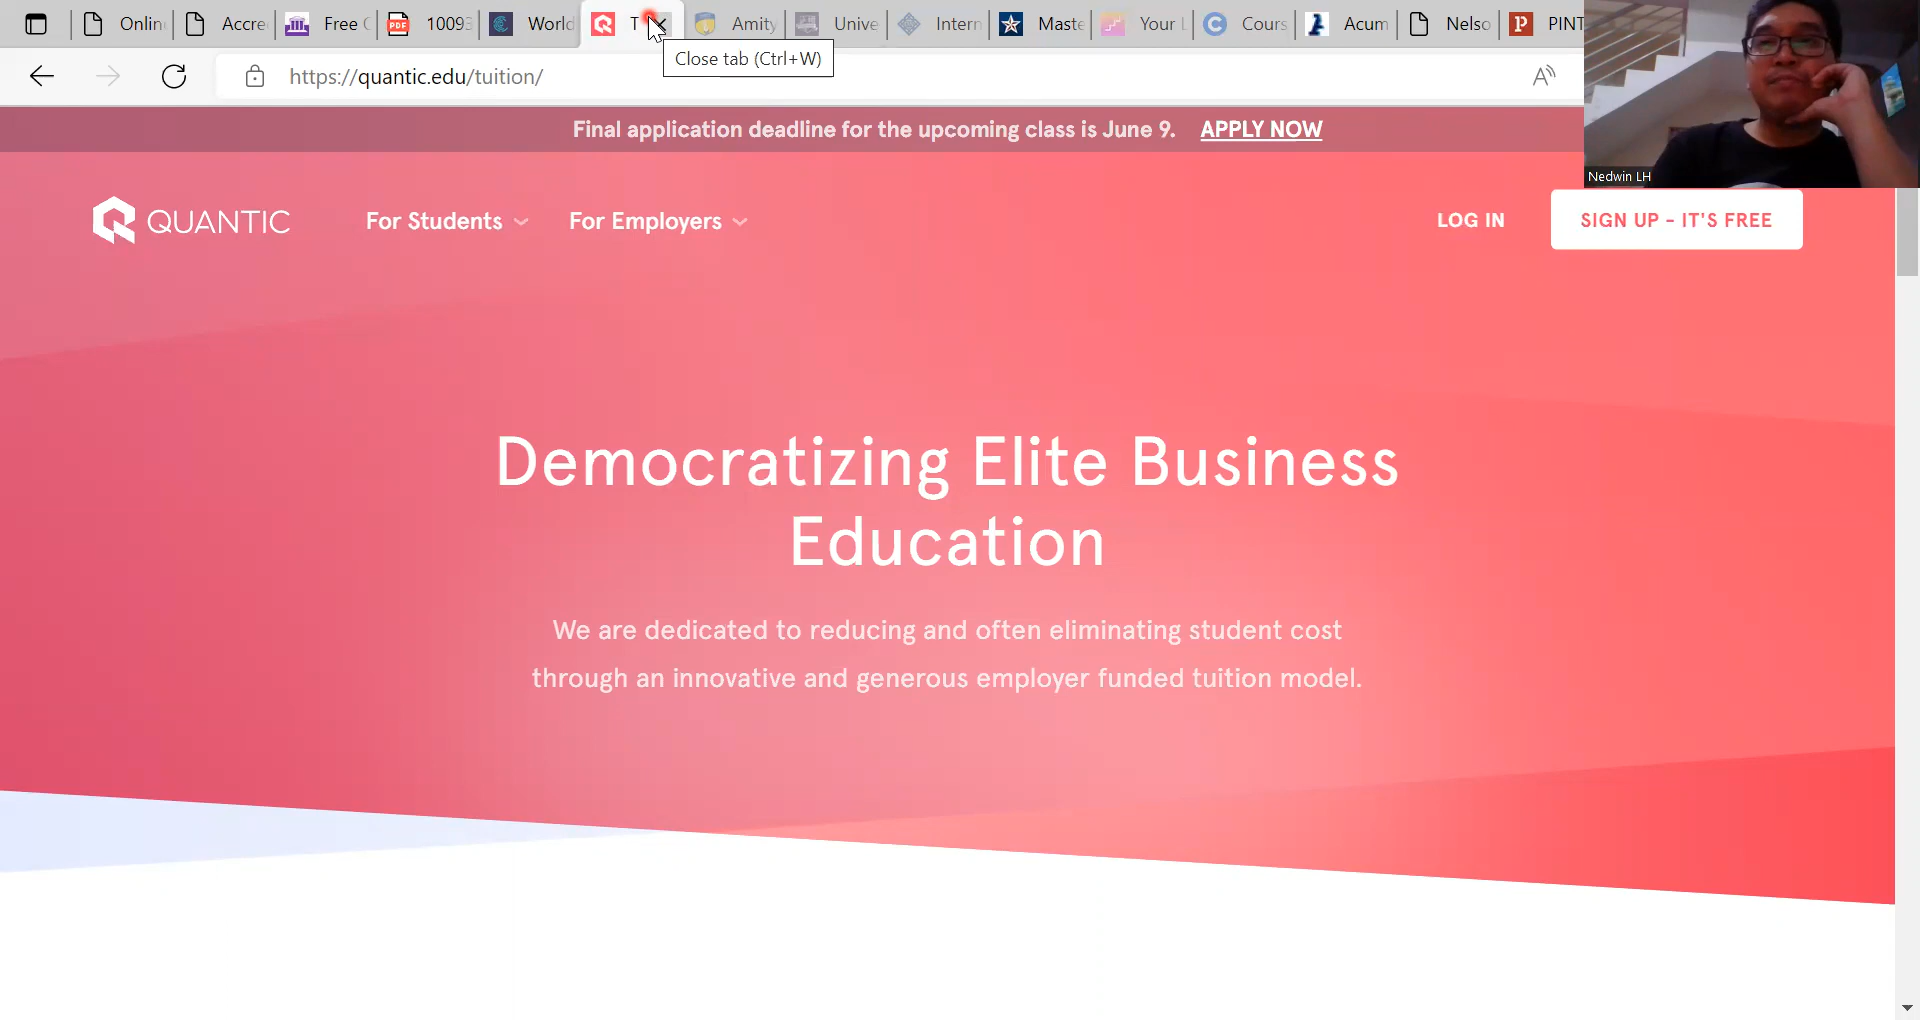 Onlin
Accre
Free C
PDF
10093
World
T
Amity
Unive
Intern
Maste
Your L
Cours
Acum
Nelso
PINT
Close tab (Ctrl+W)
https://quantic.edu/tuition/
Nedwin LH
Final application deadline for the upcoming class is June 9. APPLY NOW
QUANTIC
For Students
For Employers
LOG IN
SIGN UP - IT'S FREE
Democratizing Elite Business
Education
We are dedicated to reducing and often eliminating student cost
through an innovative and generous employer funded tuition model.